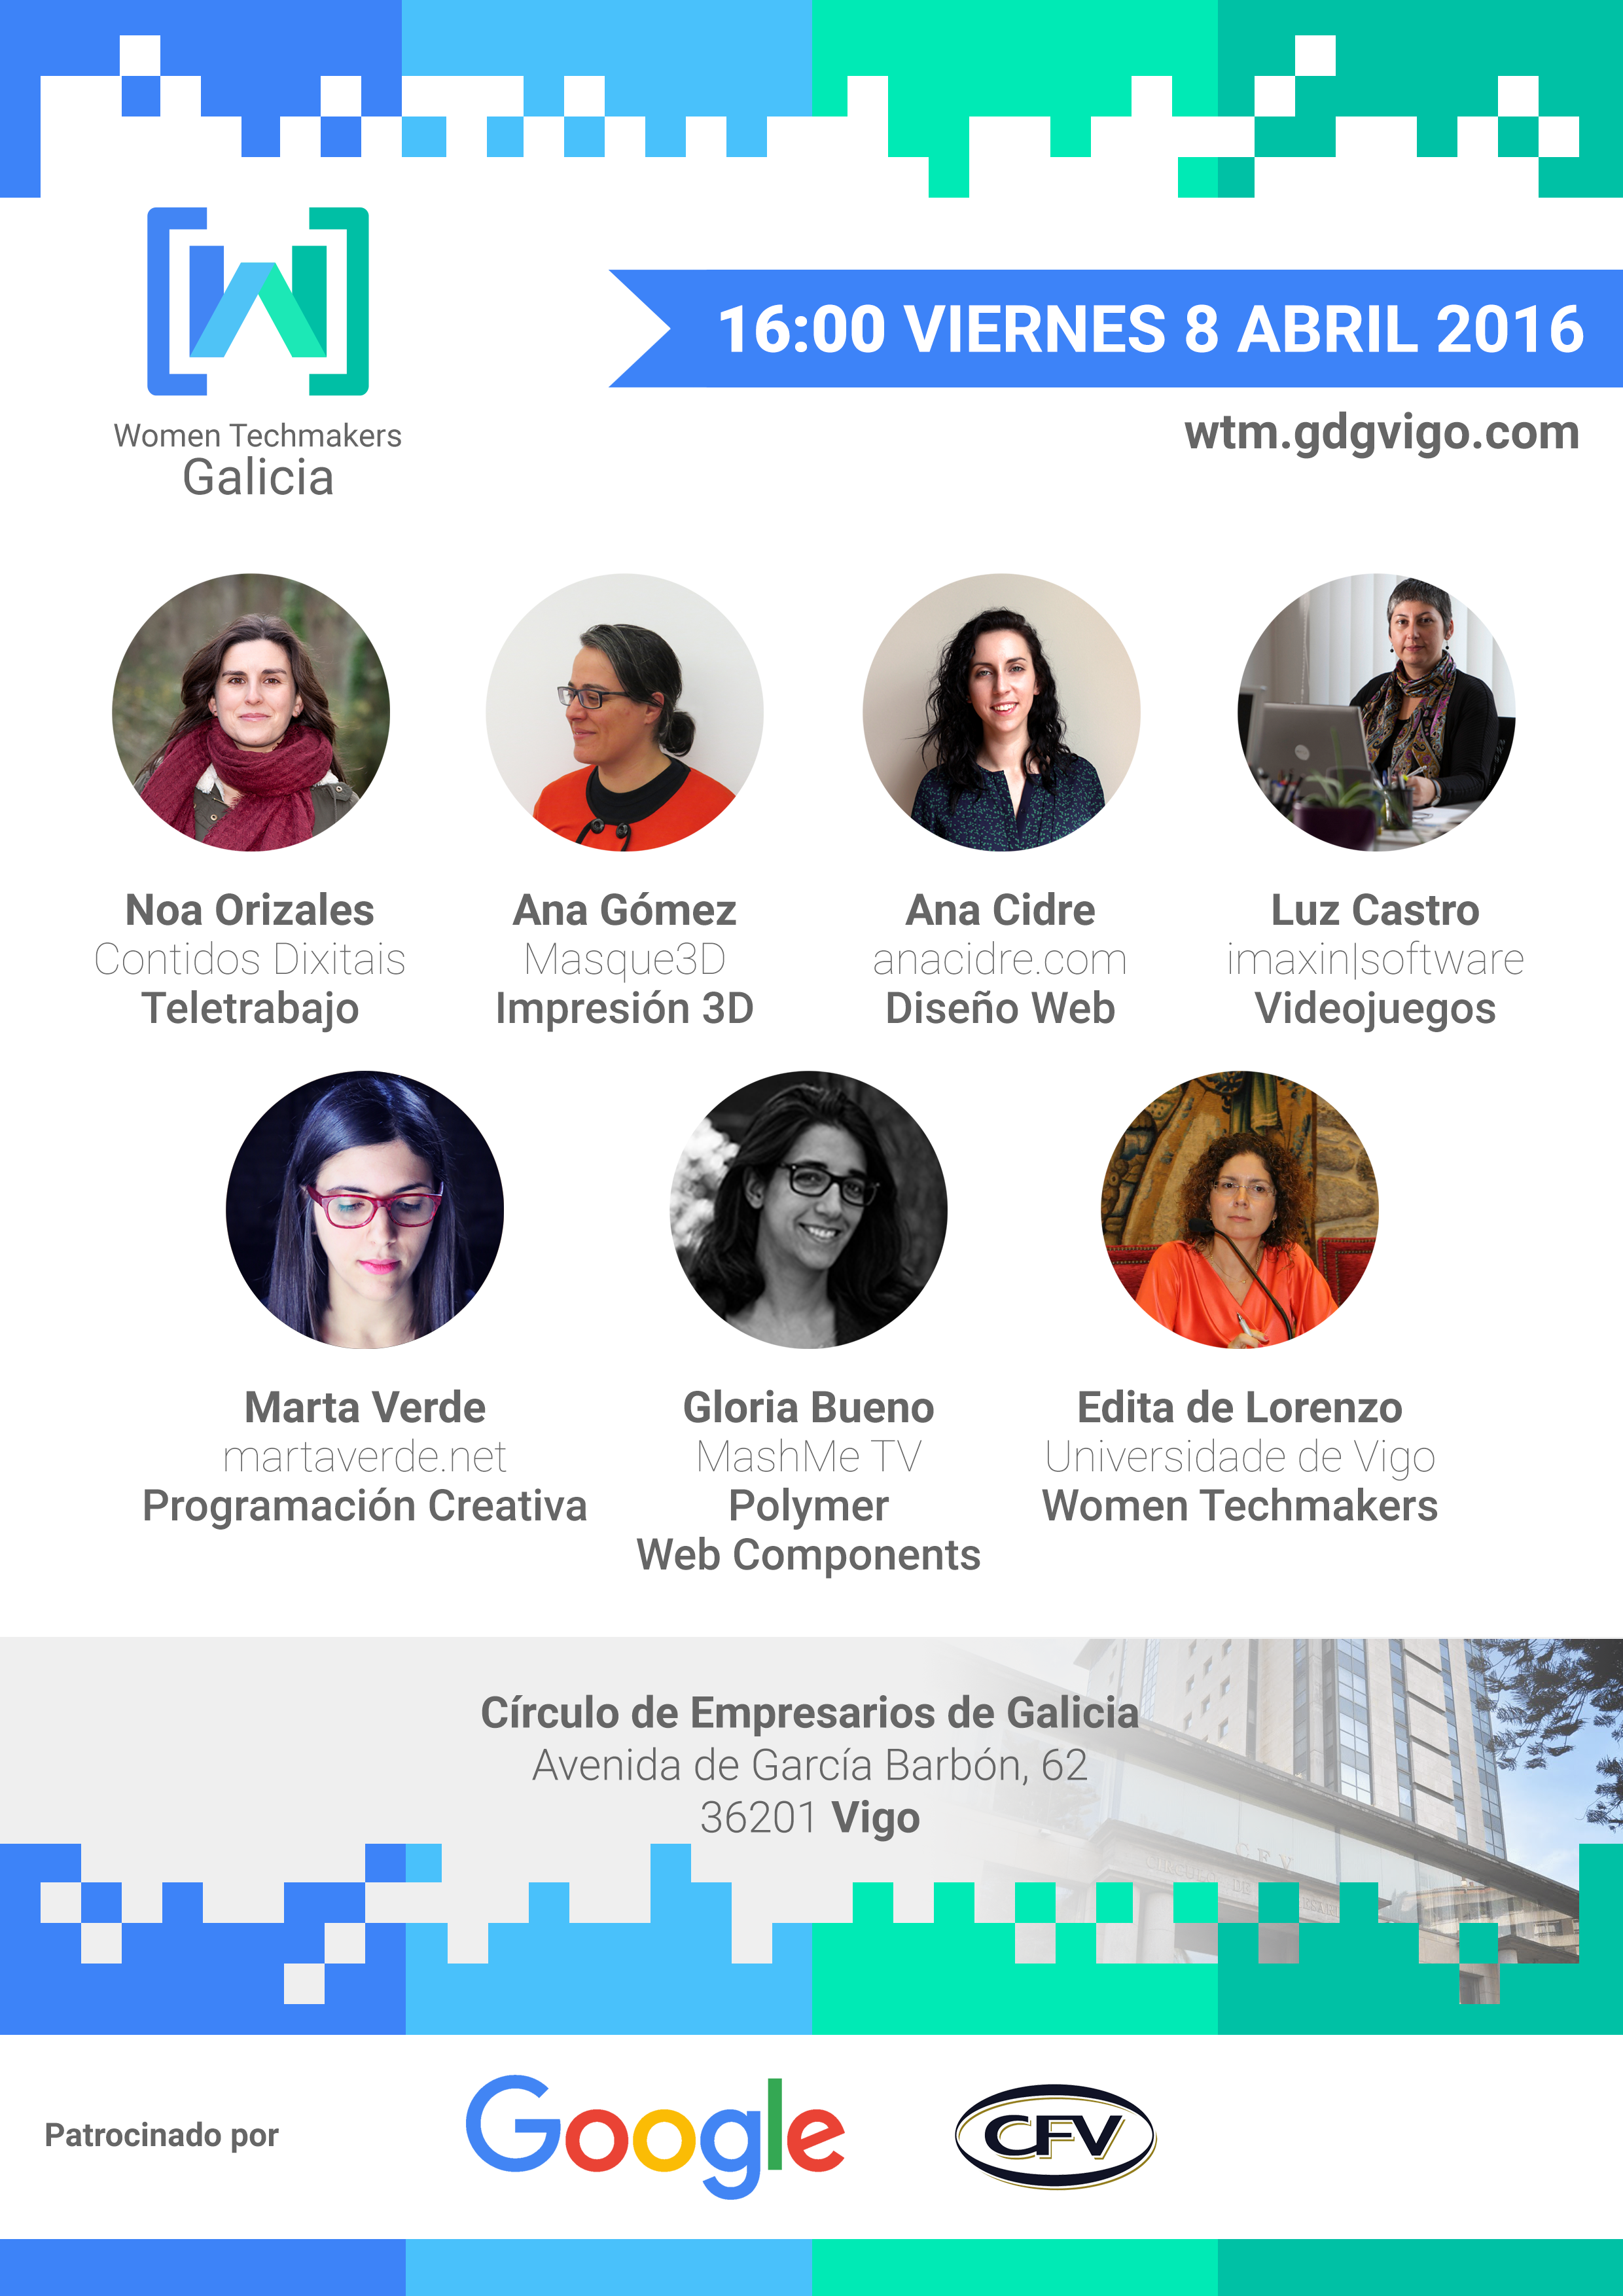 16:00 VIERNES 8 ABRIL 2016
wtm.gdgvigo.com
Women Techmakers
Galicia
Noa Orizales
Contidos Dixitais
Teletrabajo
Ana Gómez
Masque3D
Impresión 3D
Ana Cidre
anacidre.com
Diseño Web
Luz Castro
imaxin|software
Videojuegos
Marta Verde
martaverde.net
Programación Creativa
Gloria Bueno
MashMe TV
Polymer
Web Components
Edita de Lorenzo
Universidade de Vigo
Women Techmakers
Círculo de Empresarios de Galicia
Avenida de García Barbón, 62
36201 Vigo
C F V
CIRCULO DE
Patrocinado por
Google
CFV